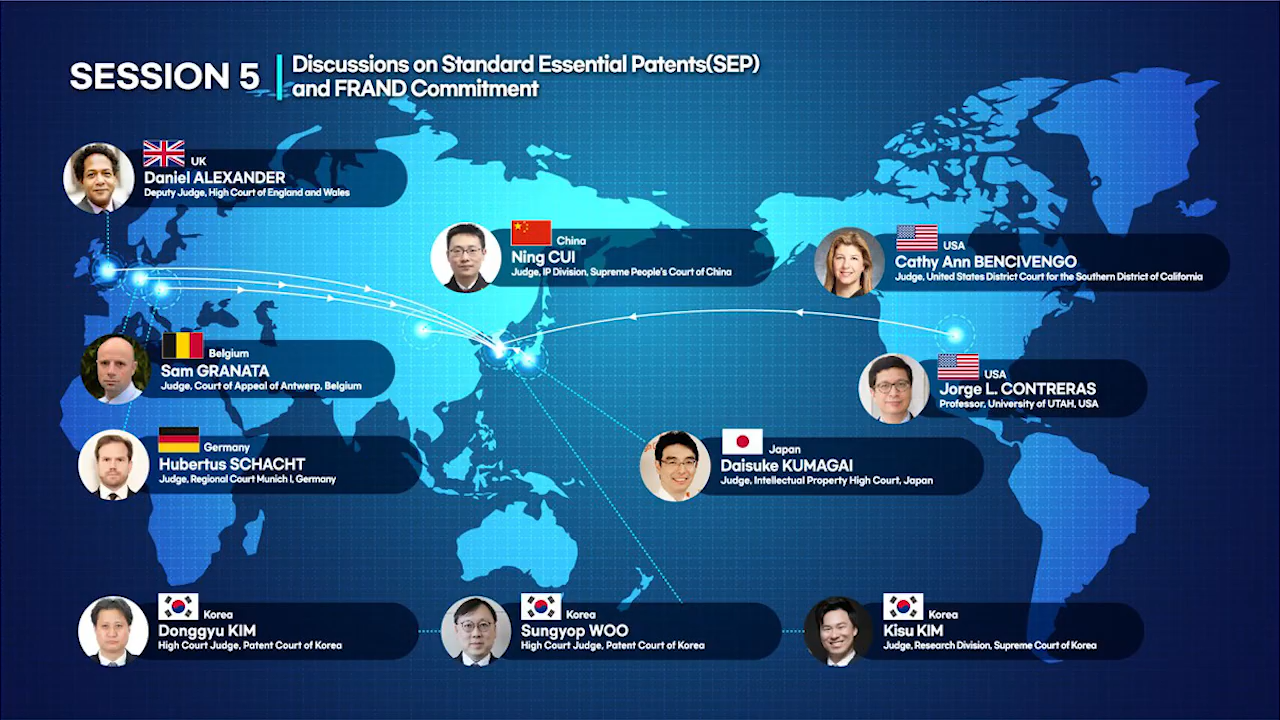 SESSION 5
Discussions on Standard Essential Patents(SEP)
and FRAND Commitment
UK
Daniel ALEXANDER
Deputy Judge, High Court of England and Wales
China
Ning CUI
Judge, IP Division, Supreme People's Court of China
USA
Cathy Ann BENCIVENGO
Judge, United States District Court for the Southern District of California
Belgium
Sam GRANATA
Judge, Court of Appeal of Antwerp, Belgium
USA
Jorge L. CONTRERAS
Professor, University of UTAH, USA
Germany
Hubertus SCHACHT
Judge, Regional Court Munich I, Germany
Japan
Daisuke KUMAGAI
Judge, Intellectual Property High Court, Japan
Korea
Donggyu KIM
High Court Judge, Patent Court of Korea
Korea
Sungyop WOO
High Court Judge, Patent Court of Korea
Korea
Kisu KIM
Judge, Research Division, Supreme Court of Korea